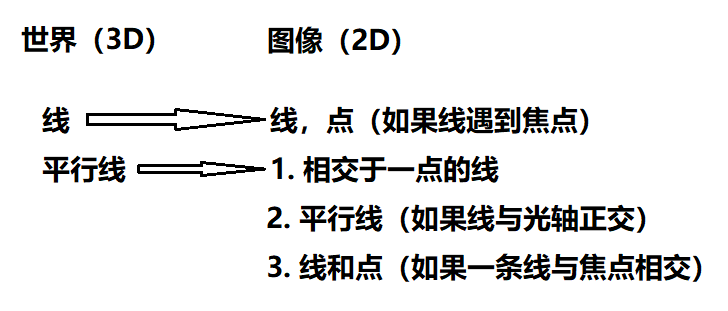 世界（3D） 图像（2D）
线 线，点（如果线遇到焦点）
平行线 1. 相交于一点的线
2. 平行线（如果线与光轴正交）
3. 线和点（如果一条线与焦点相交）